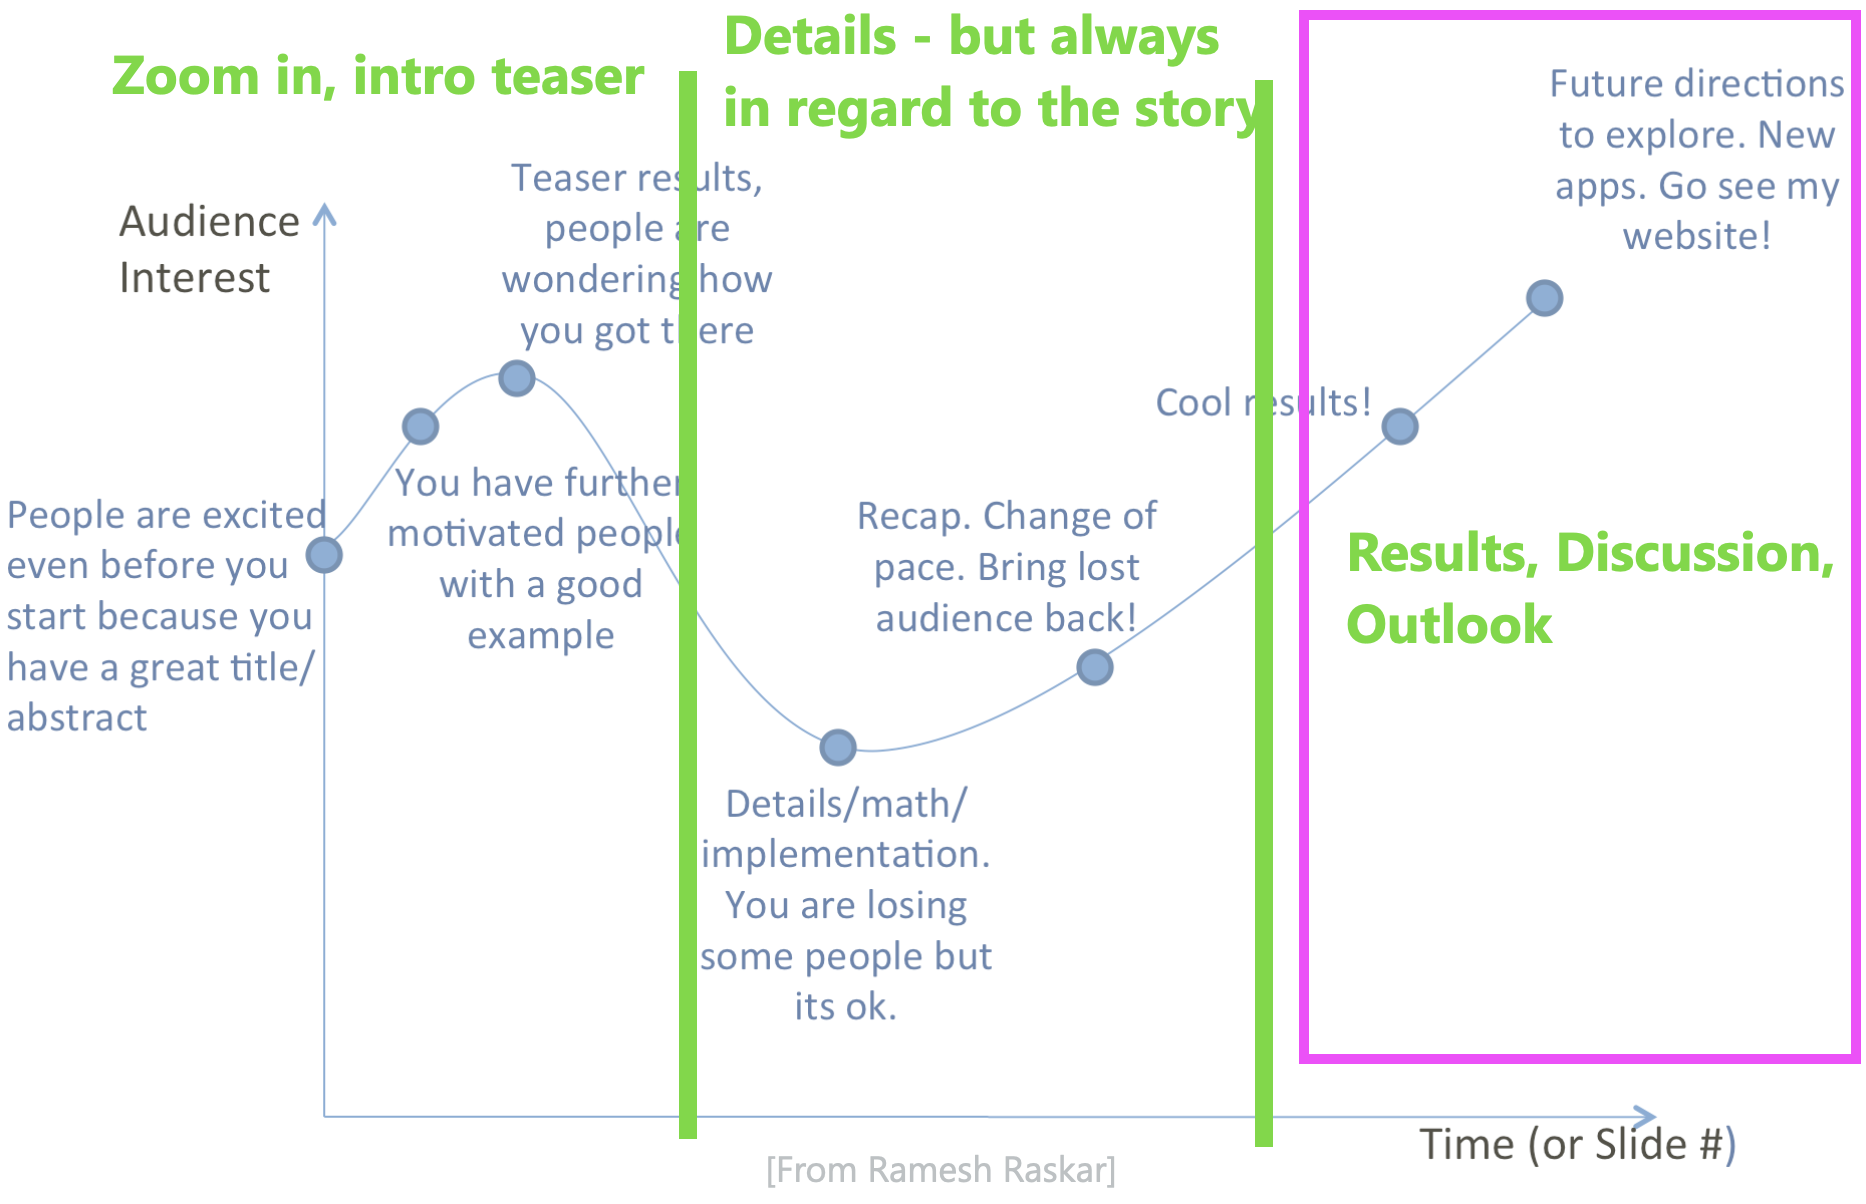 Zoom in, intro teaser
Details - but always
in regard to the story
Audience
Interest
Teaser results,
people are
wondering how
you got there
Future directions
to explore. New
apps. Go see my
website!
People are excited
even before you
start because you
have a great title/
abstract
You have further
motivated people
with a good
example
Cool results!
Recap. Change of
pace. Bring lost
audience back!
Results, Discussion,
Outlook
Details/math/
implementation.
You are losing
some people but
its ok.
Time (or Slide #)
[From Ramesh Raskar]